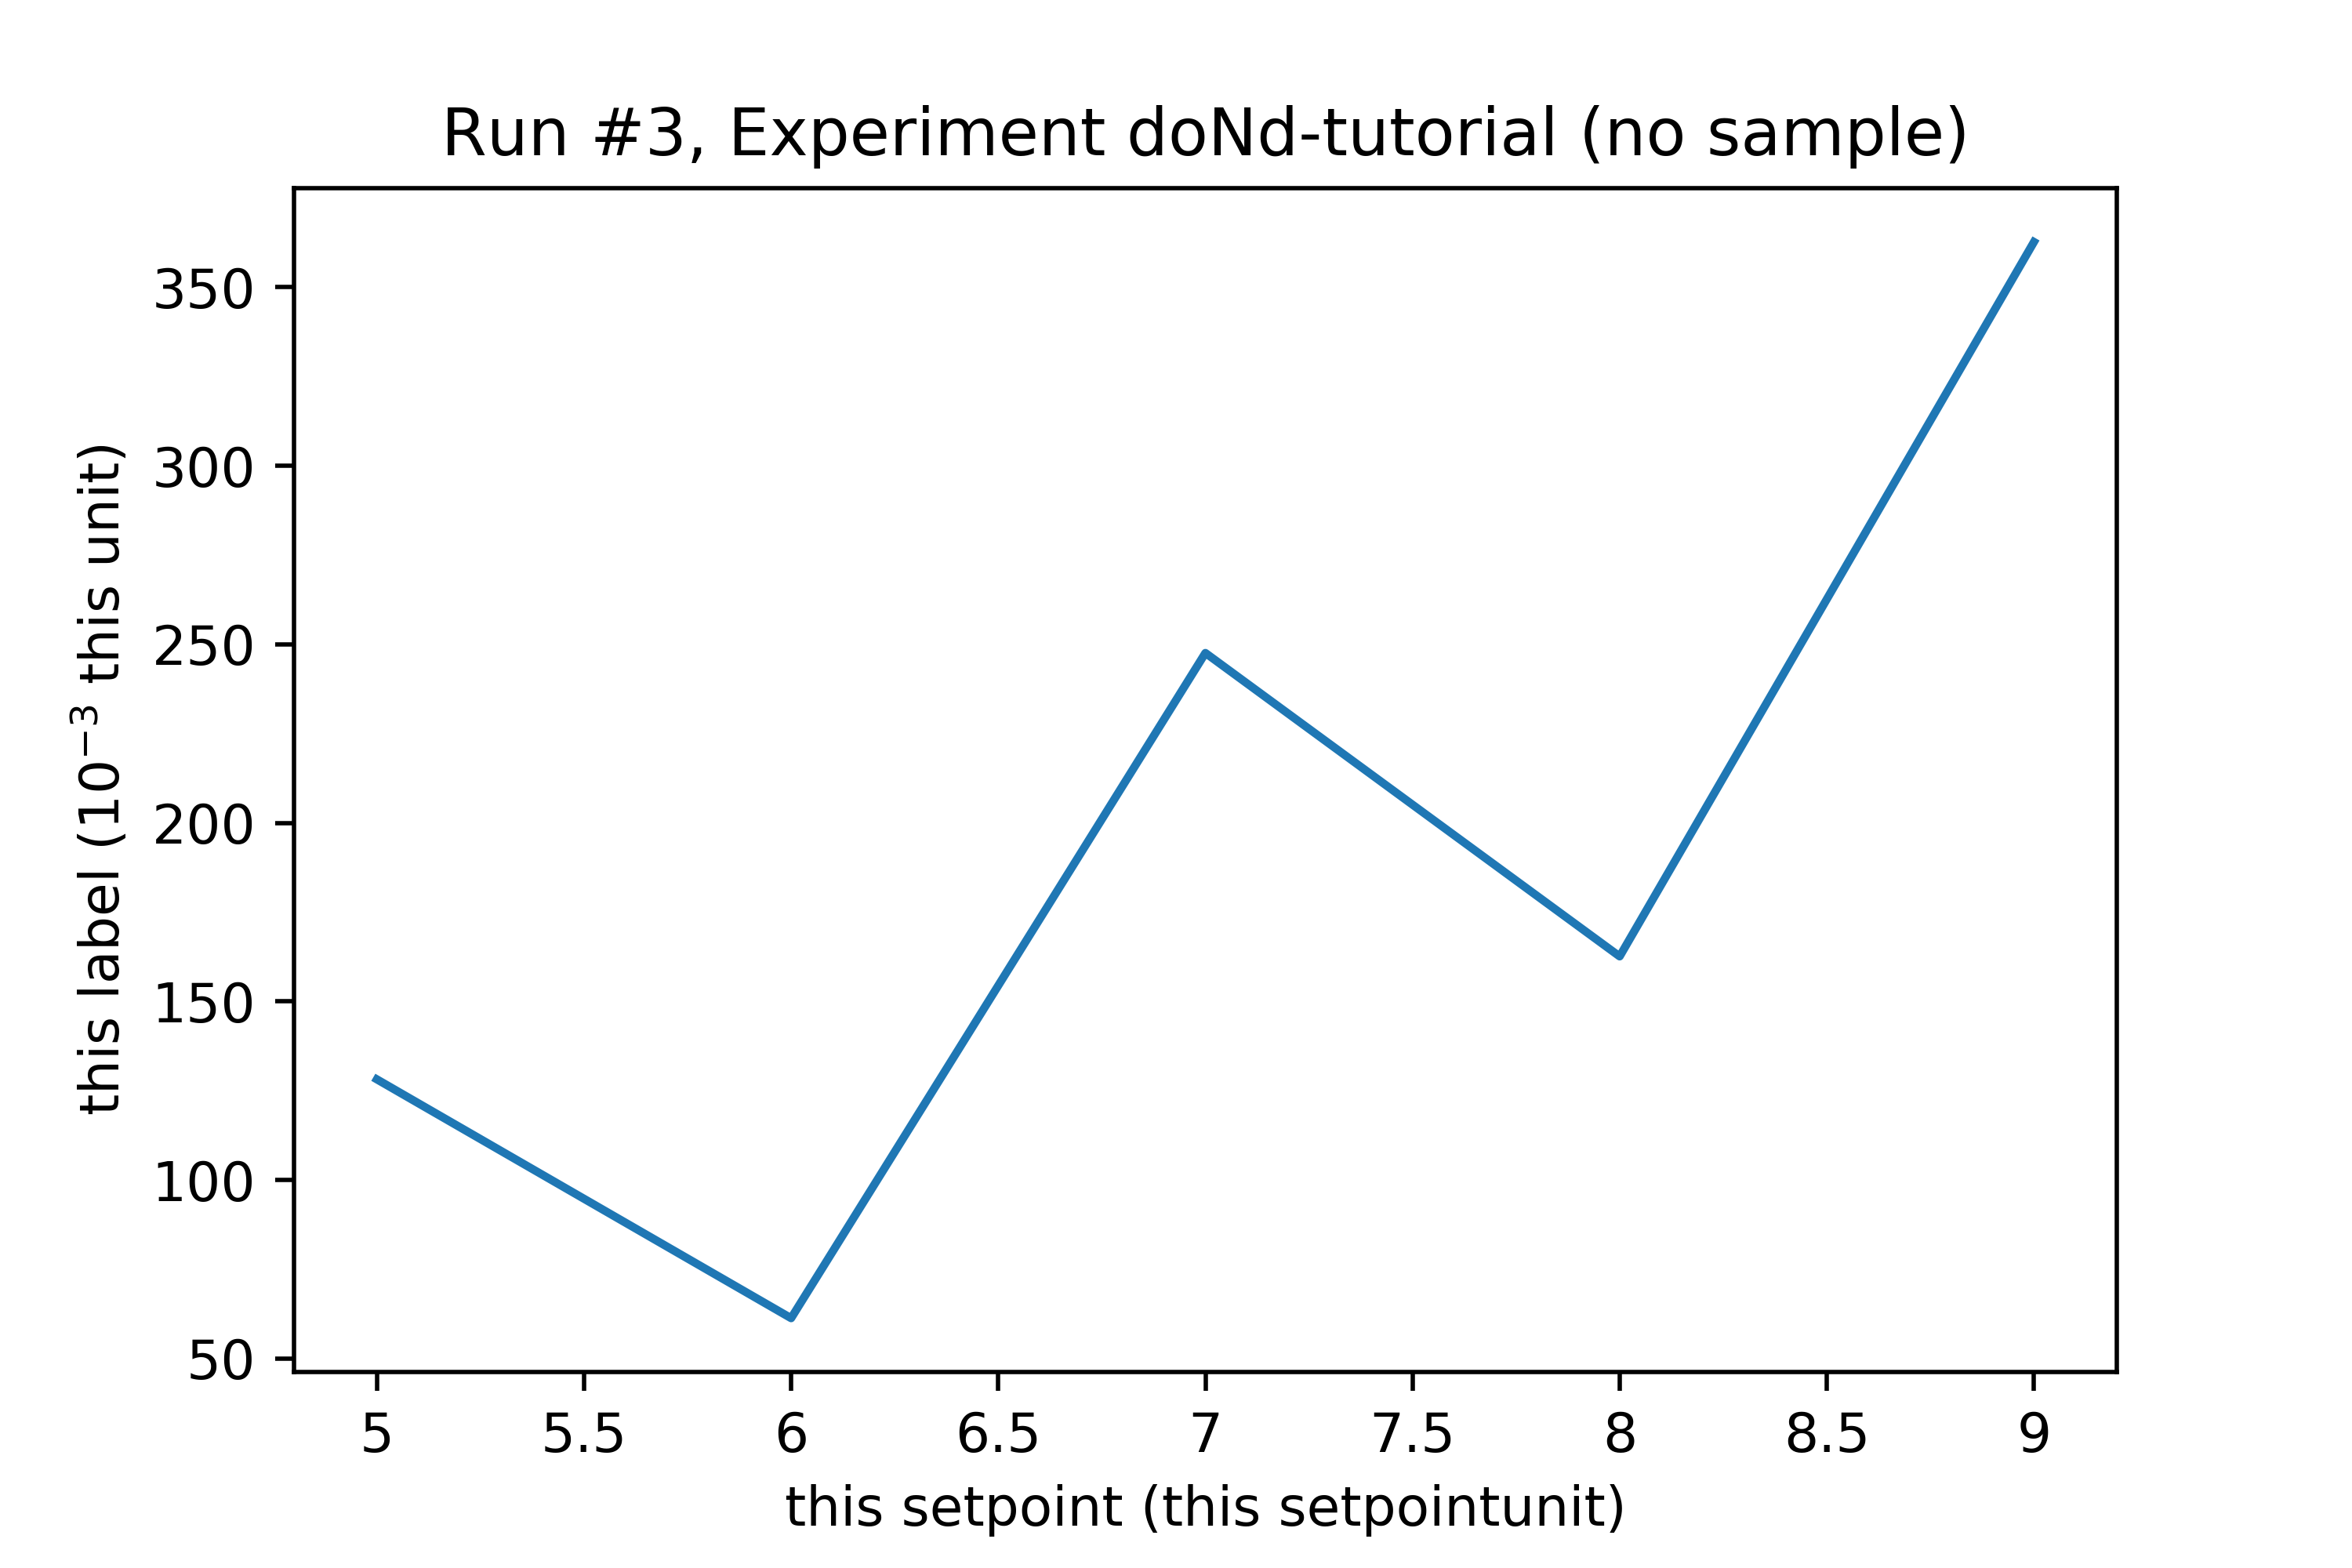 Run #3, Experiment doNd-tutorial (no sample)
this label (10⁻³ this unit)
350
300
250
200
150
100
50
5 5.5 6 6.5 7 7.5 8 8.5 9
this setpoint (this setpointunit)